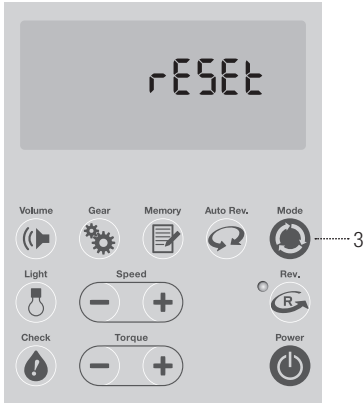 rESEt
Volume Gear Memory Auto Rev. Mode
3
Light Speed Rev.
R
Check Torque Power